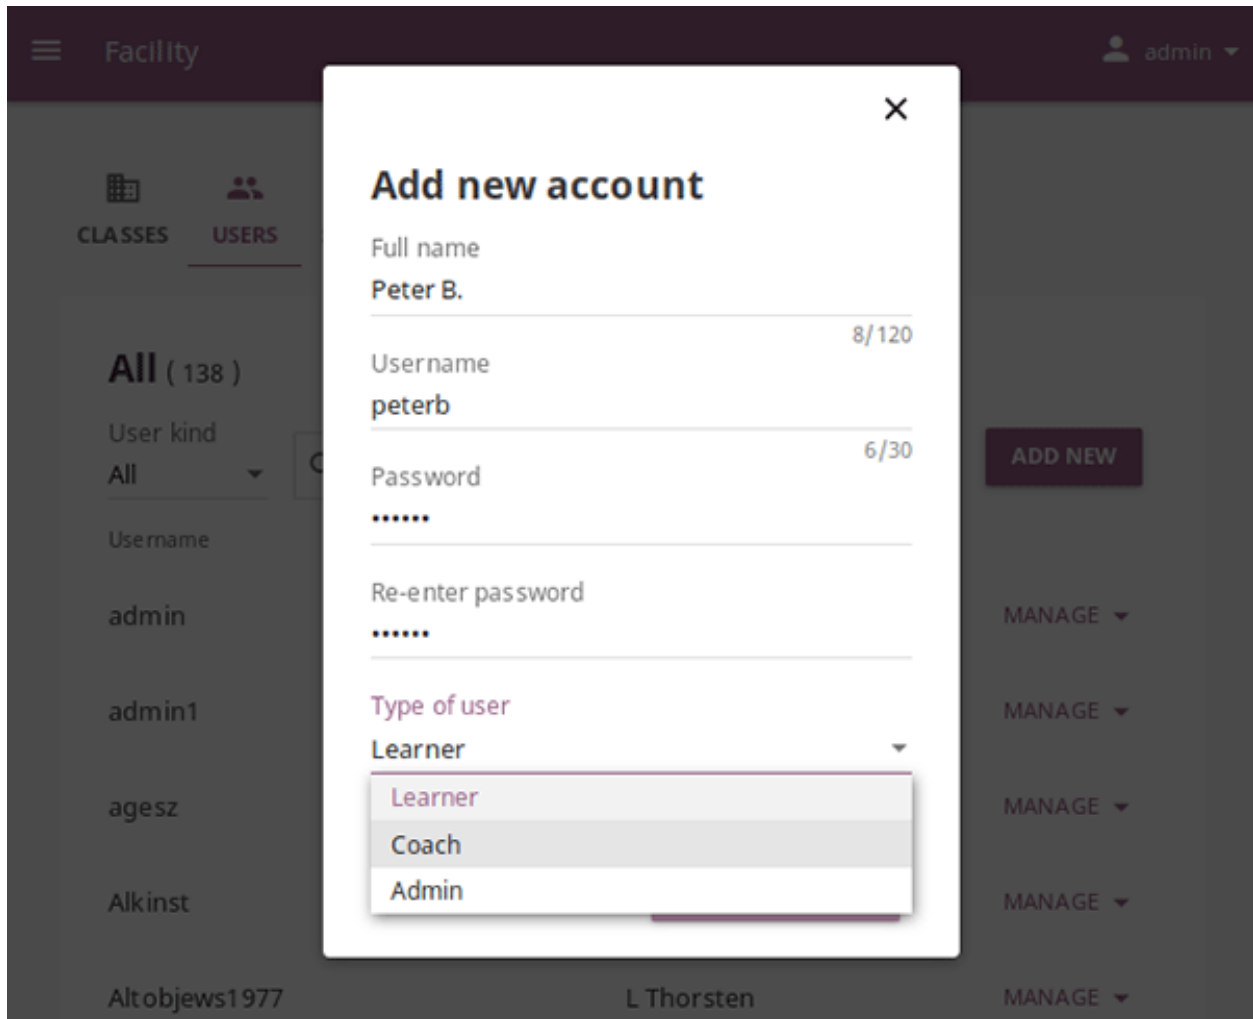 Facility
admin
Add new account
CLASSES
USERS
Full name
Peter B.
8/120
Username
peterb
6/30
Password
••••••
Re-enter password
••••••
Type of user
Learner
Learner
Coach
Admin
All ( 138 )
User kind
All
ADD NEW
Username
admin
MANAGE
admin1
MANAGE
agesz
MANAGE
Alkinst
MANAGE
Altobjews1977
L Thorsten
MANAGE